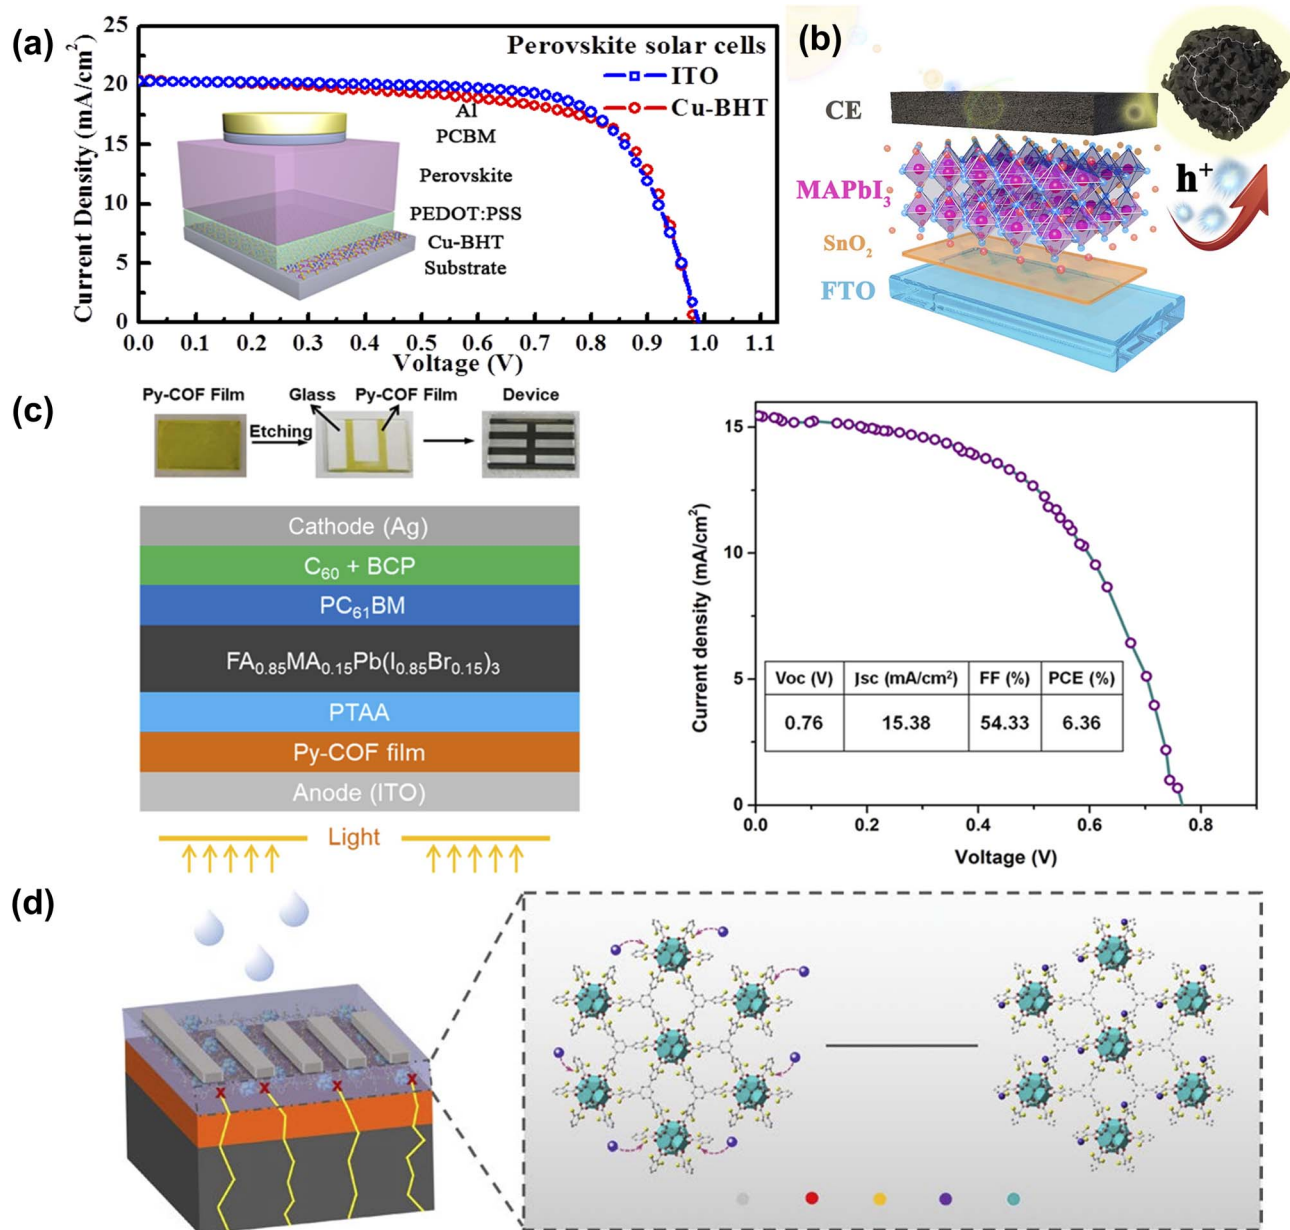 (a)
Current Density (mA/cm²)
25
20
15
10
5
0
Perovskite solar cells
ITO
Cu-BHT
Al
PCBM
Perovskite
PEDOT:PSS
Cu-BHT
Substrate
0.0 0.1 0.2 0.3 0.4 0.5 0.6 0.7 0.8 0.9 1.0 1.1
Voltage (V)
(b)
CE
MAPbI₃
h⁺
SnO₂
FTO
(c)
Py-COF Film
Glass
Py-COF Film
Device
Etching
Cathode (Ag)
C₆₀ + BCP
PC₆₁BM
FA₀.₈₅MA₀.₁₅Pb(I₀.₈₅Br₀.₁₅)₃
PTAA
Py-COF film
Anode (ITO)
Light
Current density (mA/cm²)
15
10
5
0
Voc (V) Jsc (mA/cm²) FF (%) PCE (%)
0.76 15.38 54.33 6.36
0.0 0.2 0.4 0.6 0.8
Voltage (V)
(d)
x x x x